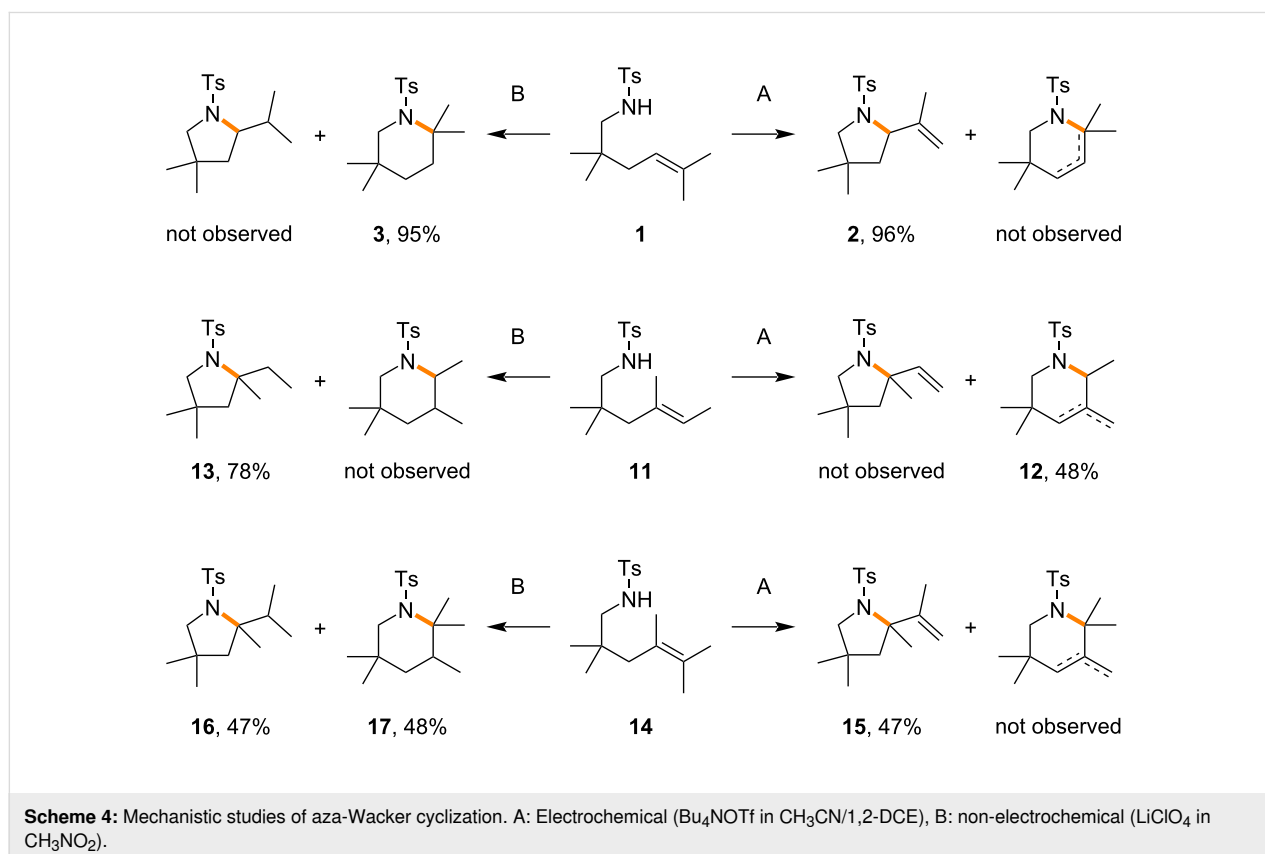 Ts
N
Ts
N
Ts
NH
Ts
N
Ts
N
B
A
+
+
not observed
3, 95%
1
2, 96%
not observed
Ts
N
Ts
N
Ts
NH
Ts
N
Ts
N
B
A
+
+
13, 78%
not observed
11
not observed
12, 48%
Ts
N
Ts
N
Ts
NH
Ts
N
Ts
N
B
A
+
+
16, 47%
17, 48%
14
15, 47%
not observed
Scheme 4: Mechanistic studies of aza-Wacker cyclization. A: Electrochemical (Bu₄NOTf in CH₃CN/1,2-DCE), B: non-electrochemical (LiClO₄ in
CH₃NO₂).